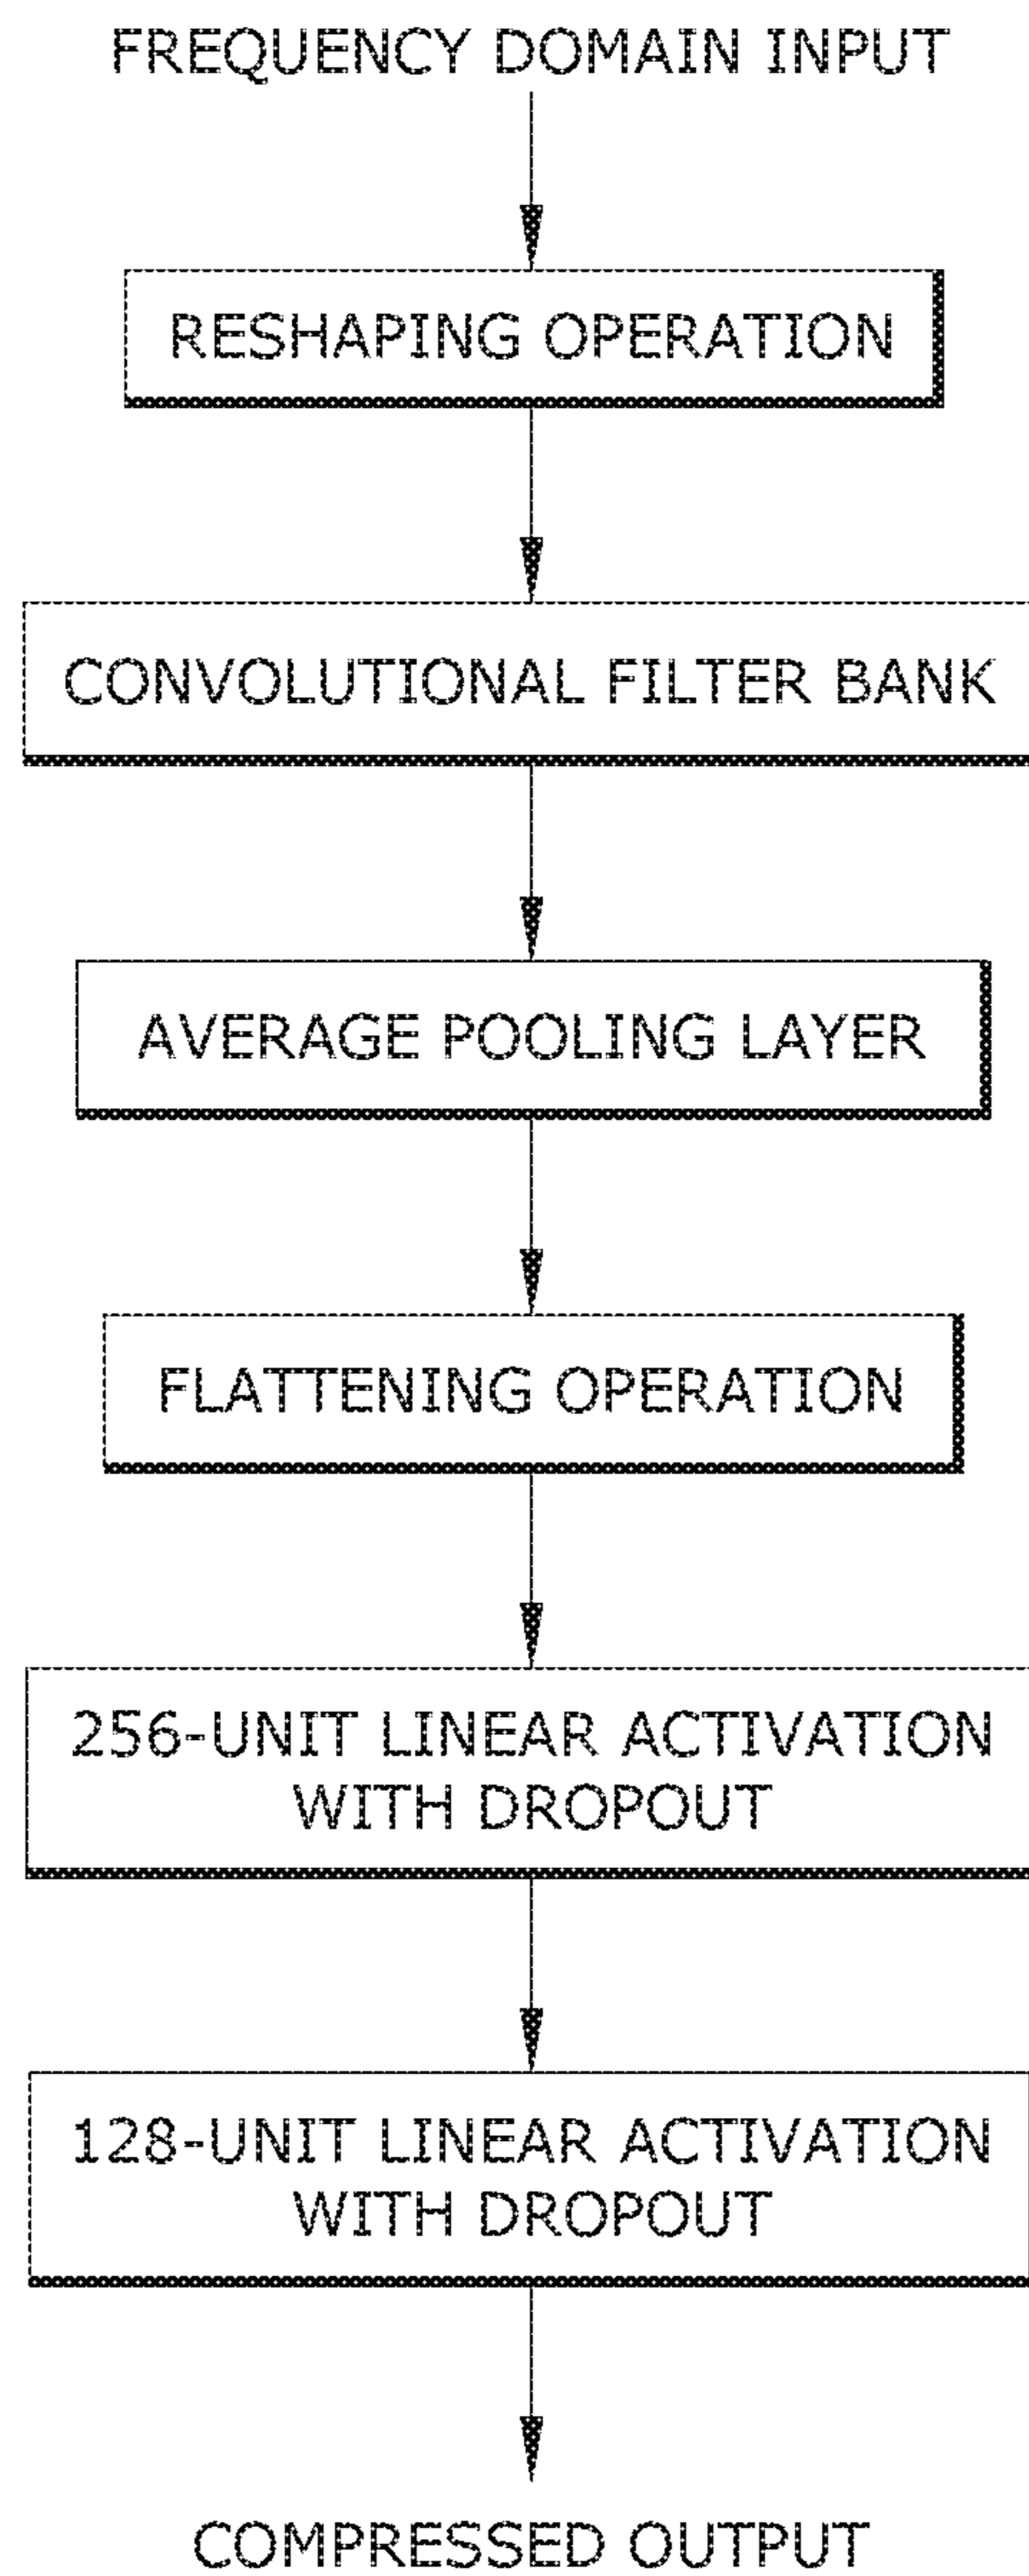 FREQUENCY DOMAIN INPUT
RESHAPING OPERATION
CONVOLUTIONAL FILTER BANK
AVERAGE POOLING LAYER
FLATTENING OPERATION
256-UNIT LINEAR ACTIVATION
WITH DROPOUT
128-UNIT LINEAR ACTIVATION
WITH DROPOUT
COMPRESSED OUTPUT